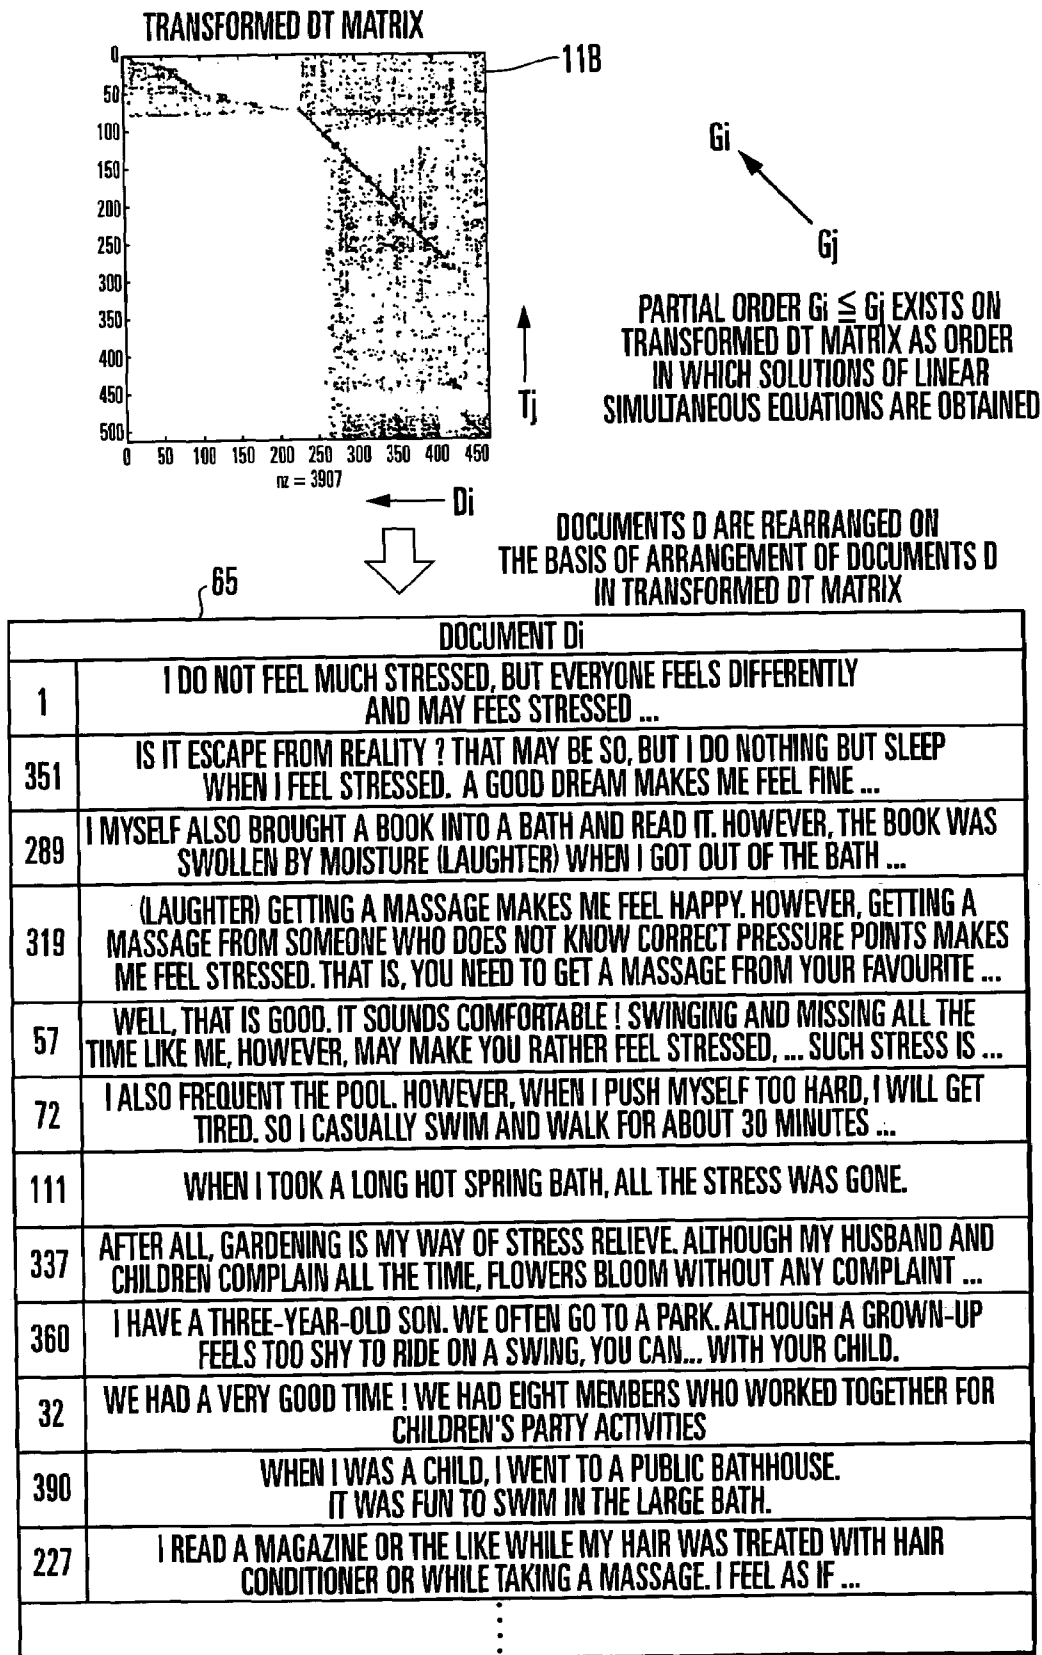 TRANSFORMED DT MATRIX
11B
0
50
100
150
200
250
300
350
400
450
500
0 50 100 150 200 250 300 350 400 450
nz = 3907
Gi
Gj
Tj
Di
PARTIAL ORDER Gi ≦ Gj EXISTS ON
TRANSFORMED DT MATRIX AS ORDER
IN WHICH SOLUTIONS OF LINEAR
SIMULTANEOUS EQUATIONS ARE OBTAINED
DOCUMENTS D ARE REARRANGED ON
THE BASIS OF ARRANGEMENT OF DOCUMENTS D
IN TRANSFORMED DT MATRIX
65
DOCUMENT Di
1
I DO NOT FEEL MUCH STRESSED, BUT EVERYONE FEELS DIFFERENTLY
AND MAY FEES STRESSED ...
351
IS IT ESCAPE FROM REALITY ? THAT MAY BE SO, BUT I DO NOTHING BUT SLEEP
WHEN I FEEL STRESSED. A GOOD DREAM MAKES ME FEEL FINE ...
289
I MYSELF ALSO BROUGHT A BOOK INTO A BATH AND READ IT. HOWEVER, THE BOOK WAS
SWOLLEN BY MOISTURE (LAUGHTER) WHEN I GOT OUT OF THE BATH ...
319
(LAUGHTER) GETTING A MASSAGE MAKES ME FEEL HAPPY. HOWEVER, GETTING A
MASSAGE FROM SOMEONE WHO DOES NOT KNOW CORRECT PRESSURE POINTS MAKES
ME FEEL STRESSED. THAT IS, YOU NEED TO GET A MASSAGE FROM YOUR FAVOURITE ...
57
WELL, THAT IS GOOD. IT SOUNDS COMFORTABLE ! SWINGING AND MISSING ALL THE
TIME LIKE ME, HOWEVER, MAY MAKE YOU RATHER FEEL STRESSED, ... SUCH STRESS IS ...
72
I ALSO FREQUENT THE POOL. HOWEVER, WHEN I PUSH MYSELF TOO HARD, I WILL GET
TIRED. SO I CASUALLY SWIM AND WALK FOR ABOUT 30 MINUTES ...
111
WHEN I TOOK A LONG HOT SPRING BATH, ALL THE STRESS WAS GONE.
337
AFTER ALL, GARDENING IS MY WAY OF STRESS RELIEVE. ALTHOUGH MY HUSBAND AND
CHILDREN COMPLAIN ALL THE TIME, FLOWERS BLOOM WITHOUT ANY COMPLAINT ...
360
I HAVE A THREE-YEAR-OLD SON. WE OFTEN GO TO A PARK. ALTHOUGH A GROWN-UP
FEELS TOO SHY TO RIDE ON A SWING, YOU CAN... WITH YOUR CHILD.
32
WE HAD A VERY GOOD TIME ! WE HAD EIGHT MEMBERS WHO WORKED TOGETHER FOR
CHILDREN'S PARTY ACTIVITIES
390
WHEN I WAS A CHILD, I WENT TO A PUBLIC BATHHOUSE.
IT WAS FUN TO SWIM IN THE LARGE BATH.
227
I READ A MAGAZINE OR THE LIKE WHILE MY HAIR WAS TREATED WITH HAIR
CONDITIONER OR WHILE TAKING A MASSAGE. I FEEL AS IF ...